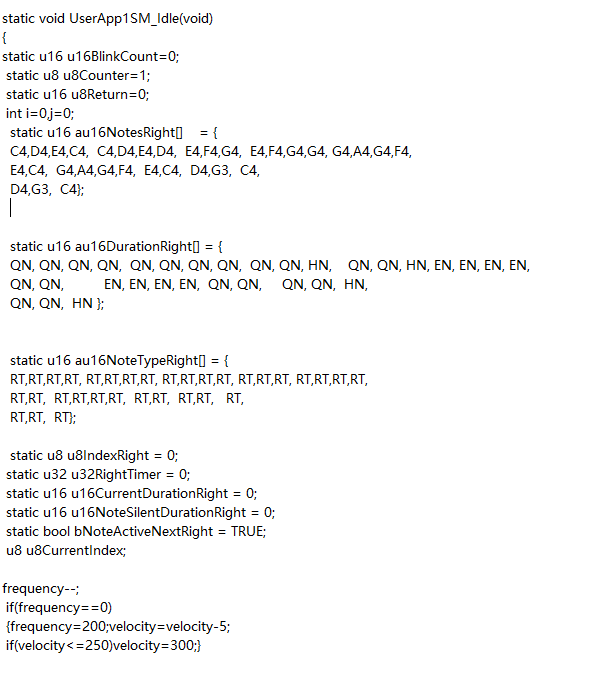 static void UserApp1SM_Idle(void)
{
static u16 u16BlinkCount=0;
static u8 u8Counter=1;
static u16 u8Return=0;
int i=0,j=0;
static u16 au16NotesRight[] = {
C4,D4,E4,C4, C4,D4,E4,D4, E4,F4,G4, E4,F4,G4,G4, G4,A4,G4,F4,
E4,C4, G4,A4,G4,F4, E4,C4, D4,G3, C4,
D4,G3, C4};
static u16 au16DurationRight[] = {
QN, QN, QN, QN, QN, QN, QN, QN, QN, QN, HN, QN, QN, HN, EN, EN, EN, EN,
QN, QN, EN, EN, EN, EN, QN, QN, QN, QN, HN,
QN, QN, HN };
static u16 au16NoteTypeRight[] = {
RT,RT,RT,RT, RT,RT,RT,RT, RT,RT,RT,RT, RT,RT,RT, RT,RT,RT,RT,
RT,RT, RT,RT,RT,RT, RT,RT, RT,RT, RT,
RT,RT, RT};
static u8 u8IndexRight = 0;
static u32 u32RightTimer = 0;
static u16 u16CurrentDurationRight = 0;
static u16 u16NoteSilentDurationRight = 0;
static bool bNoteActiveNextRight = TRUE;
u8 u8CurrentIndex;
frequency--;
if(frequency==0)
{frequency=200;velocity=velocity-5;
if(velocity<=250)velocity=300;}